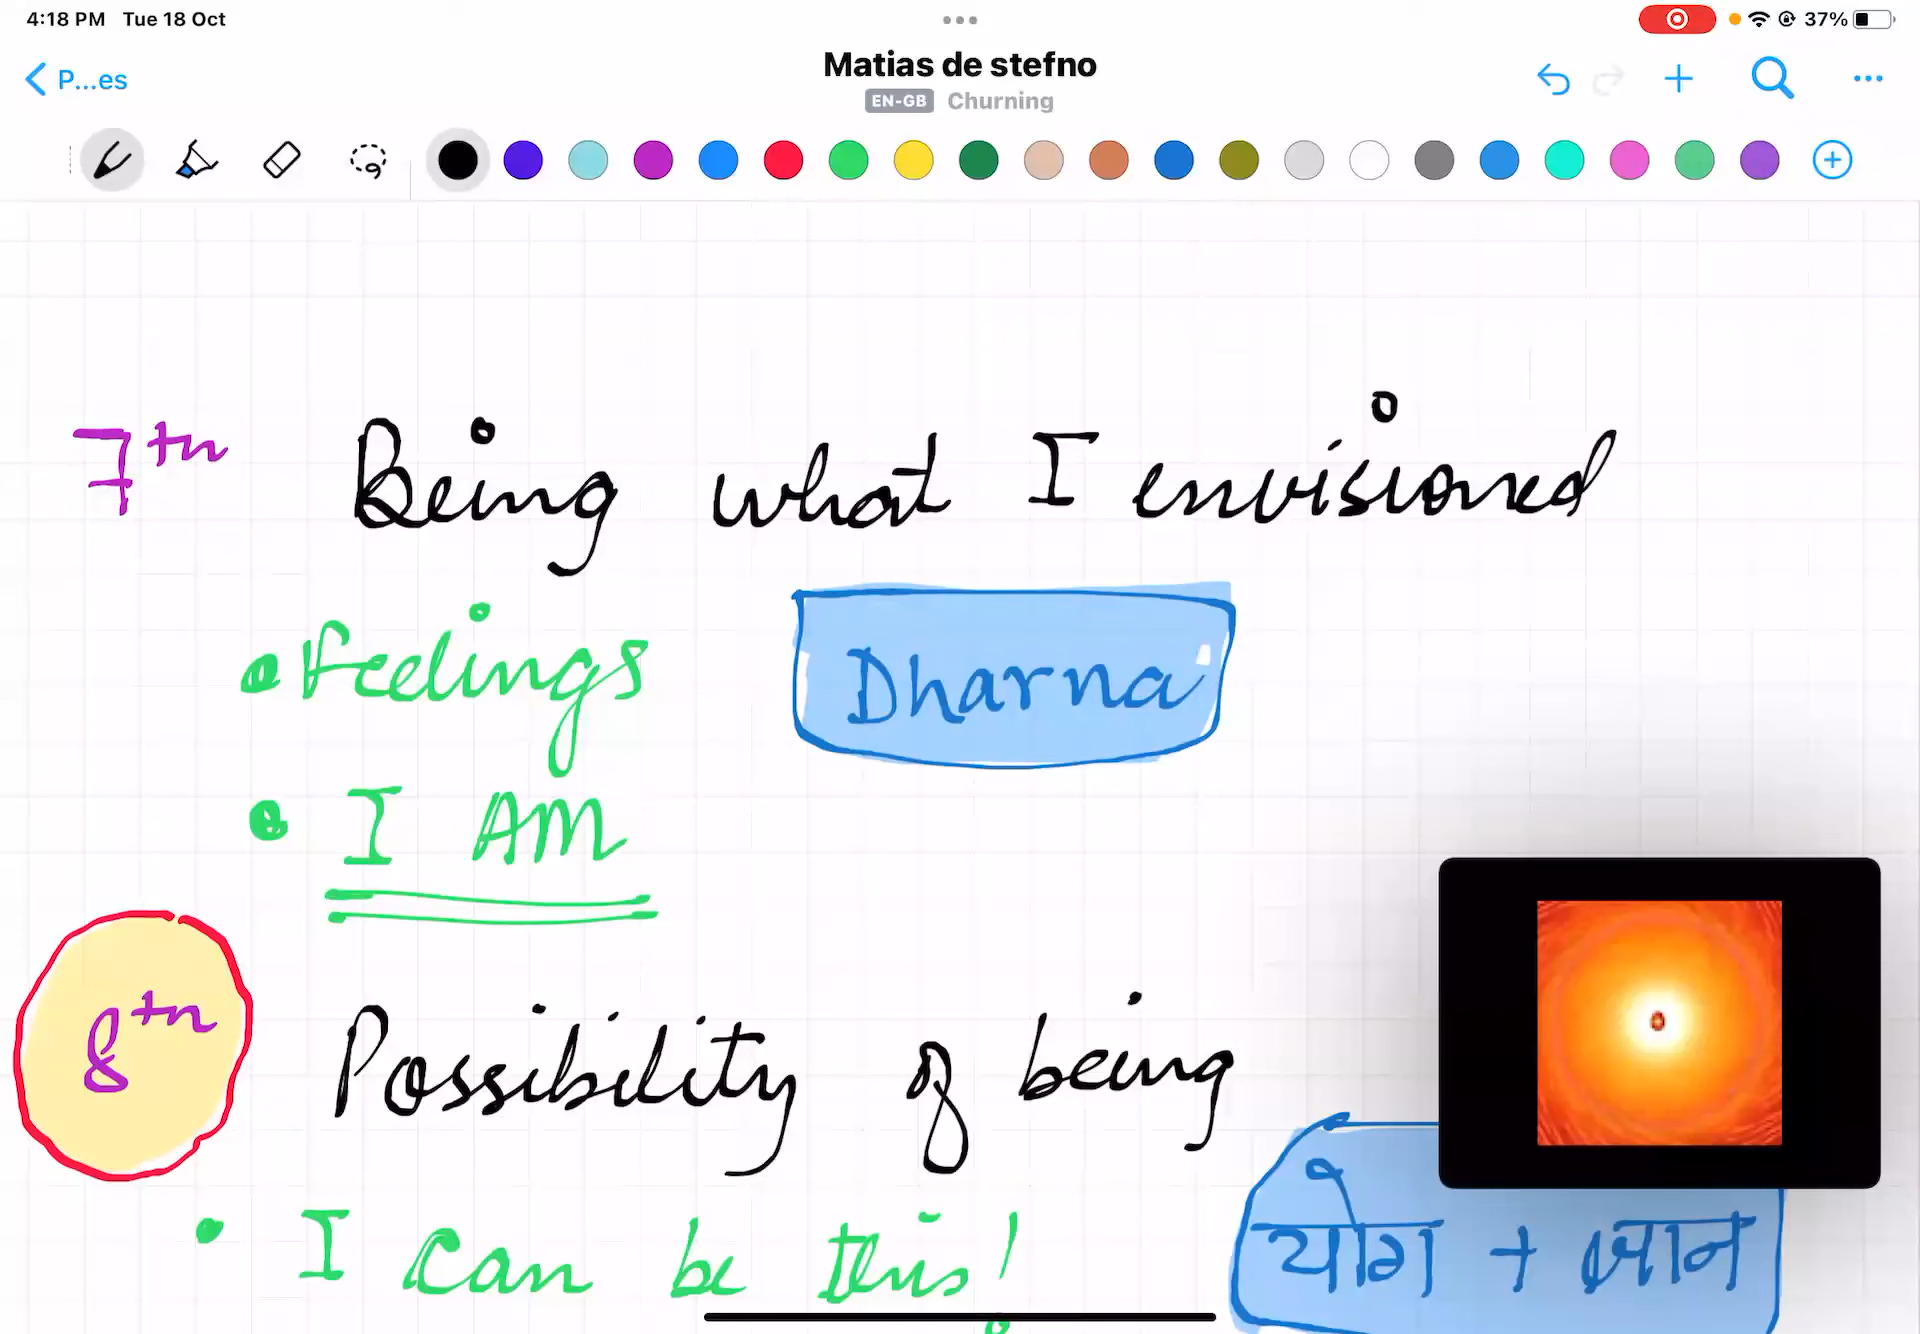 4:18 PM Tue 18 Oct
37%
P...es
Matias de stefno
EN-GB Churning
7th Being what I envisioned
Feelings
Dharna
I AM
8th Possibility of being
I can be this!
योग + ज्ञान